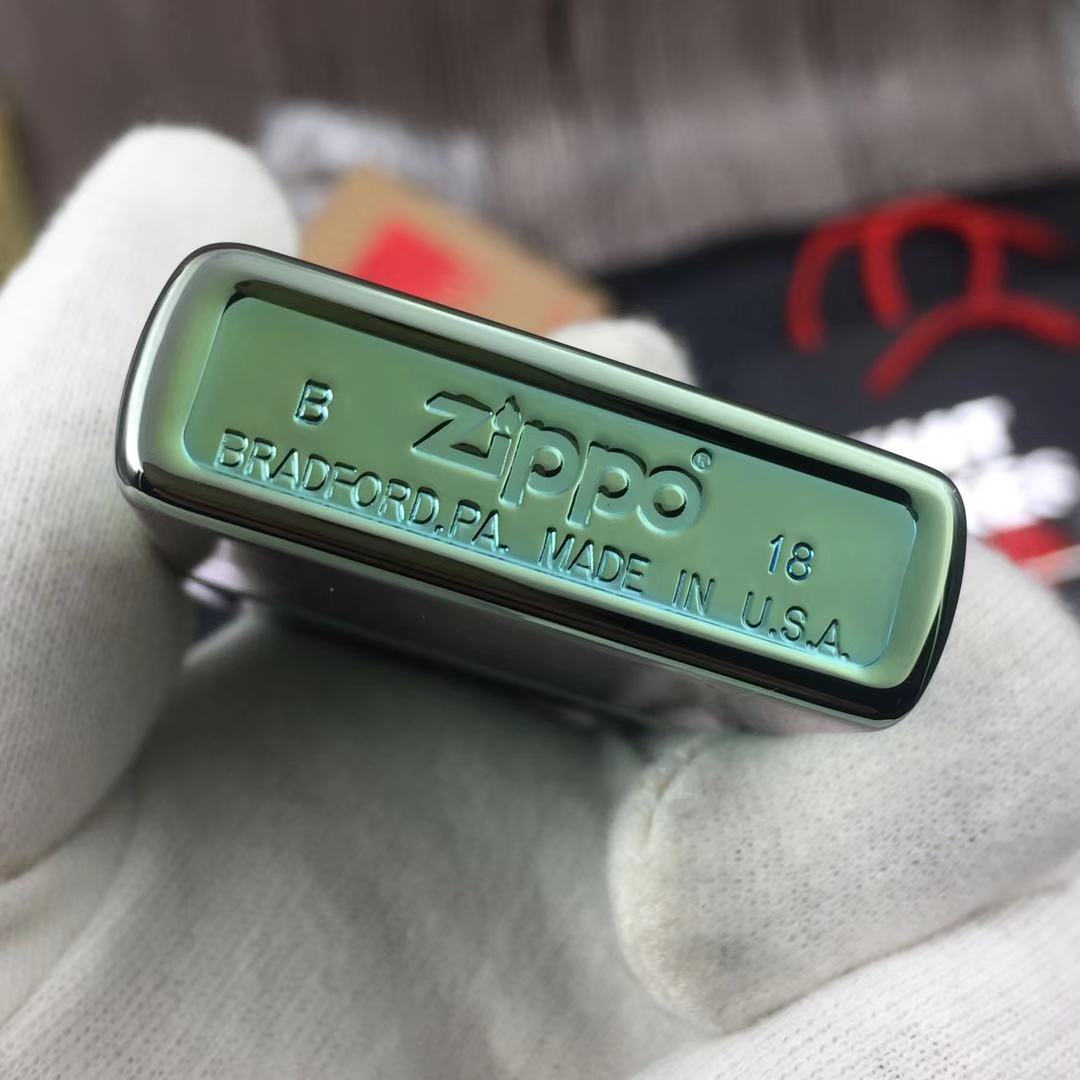 B zippo® 18
BRADFORD,PA. MADE IN U.S.A.